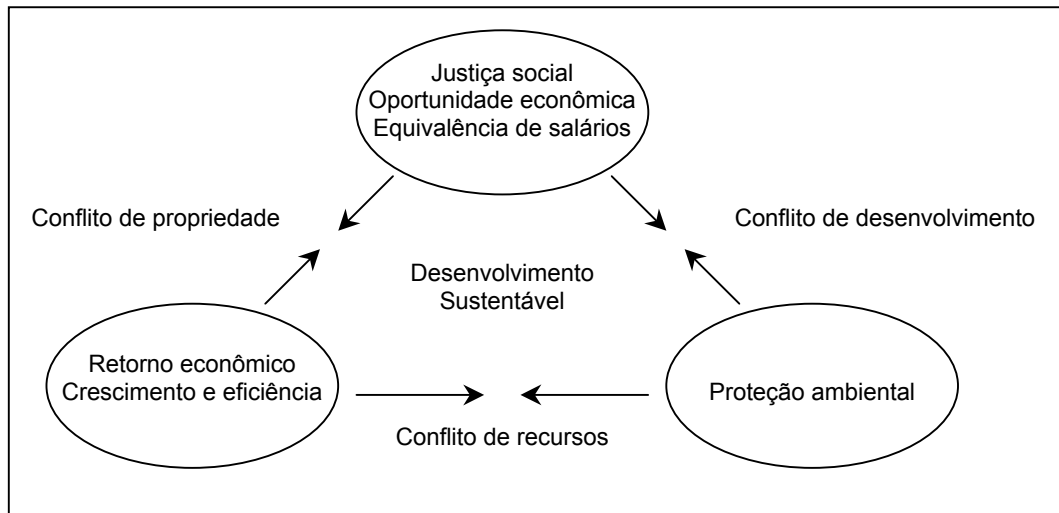 Justiça social
Oportunidade econômica
Equivalência de salários
Conflito de propriedade
Conflito de desenvolvimento
Desenvolvimento
Sustentável
Retorno econômico
Crescimento e eficiência
Proteção ambiental
Conflito de recursos